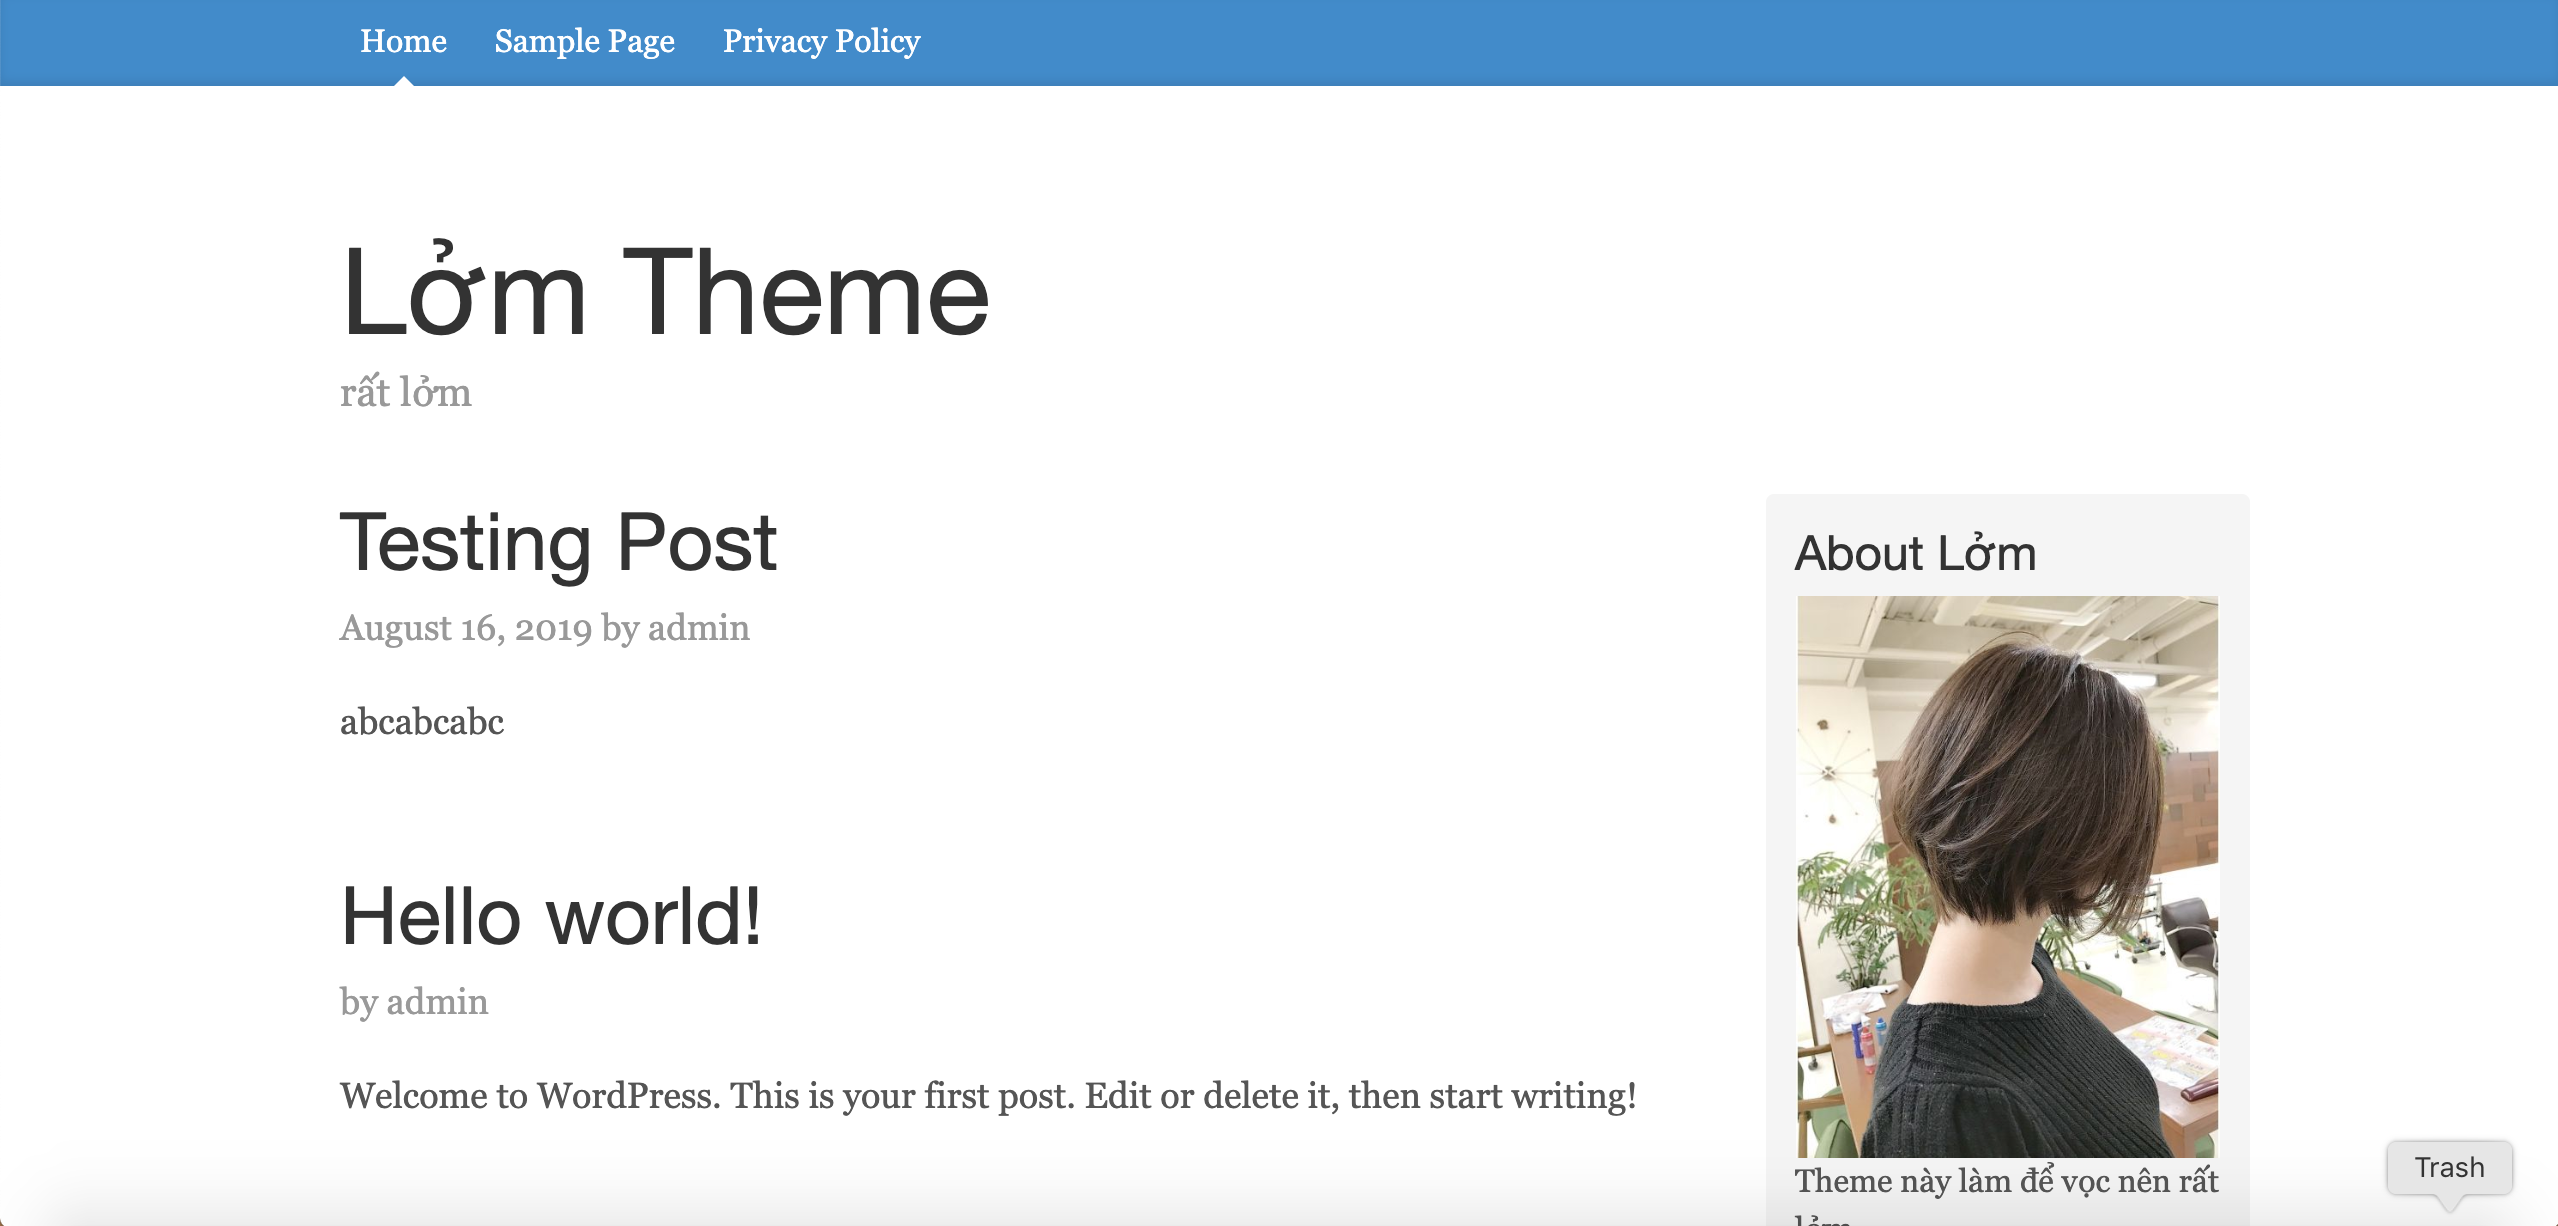 Home Sample Page Privacy Policy
Lởm Theme
rất lởm
Testing Post
August 16, 2019 by admin
abcabcabc
Hello world!
by admin
Welcome to WordPress. This is your first post. Edit or delete it, then start writing!
About Lởm
Theme này làm để vọc nên rất
lởm
Trash